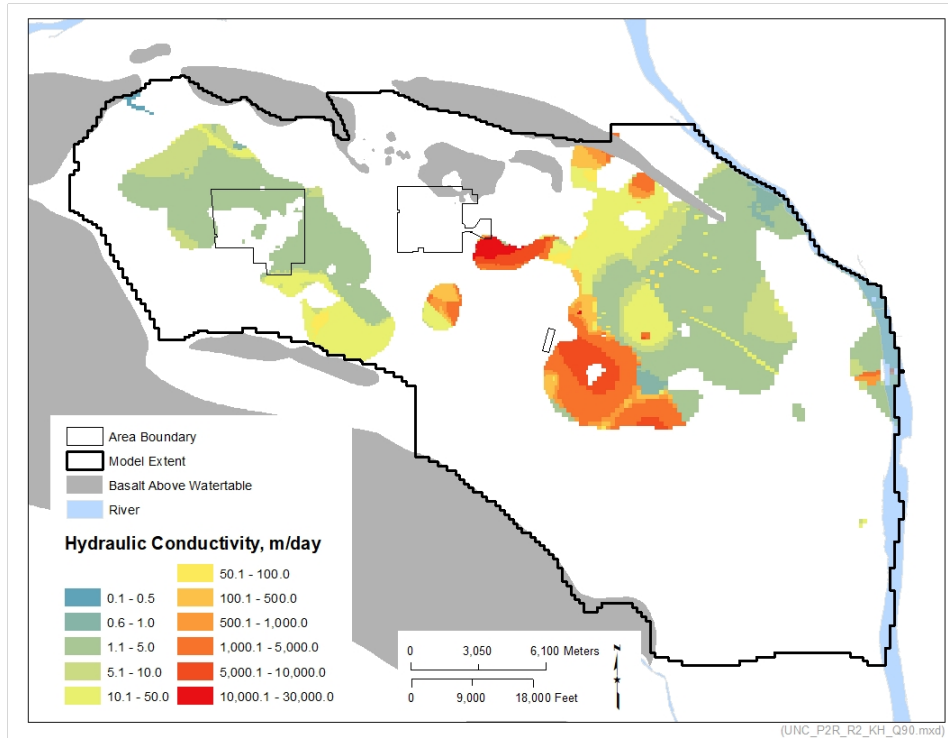 Area Boundary
Model Extent
Basalt Above Watertable
River
Hydraulic Conductivity, m/day
0.1 - 0.5
0.6 - 1.0
1.1 - 5.0
5.1 - 10.0
10.1 - 50.0
50.1 - 100.0
100.1 - 500.0
500.1 - 1,000.0
1,000.1 - 5,000.0
5,000.1 - 10,000.0
10,000.1 - 30,000.0
0 3,050 6,100 Meters
0 9,000 18,000 Feet
N
(UNC_P2R_R2_KH_Q90.mxd)